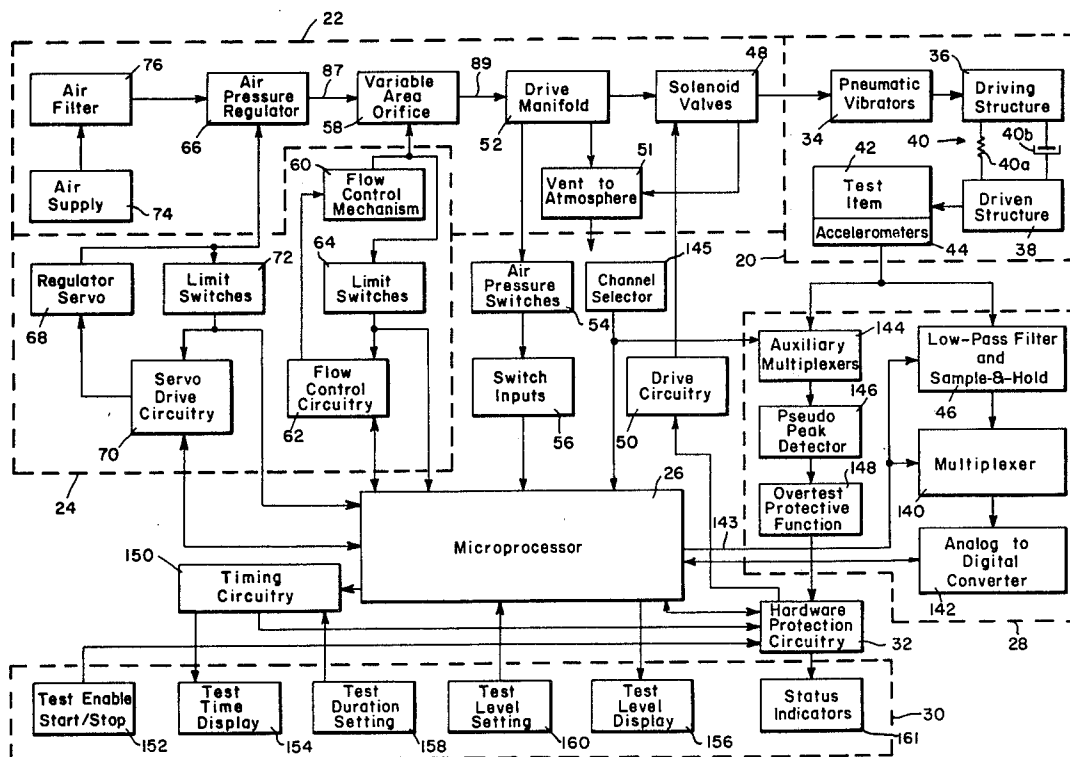 22
76
Air
Filter
Air
Pressure
Regulator
66
87
Variable
Area
Orifice
58
89
Drive
Manifold
52
48
Solenoid
Valves
Pneumatic
Vibrators
34
36
Driving
Structure
40
40a
40b
Air
Supply
74
60
Flow
Control
Mechanism
51
Vent to
Atmosphere
42
Test
Item
Accelerometers
44
Driven
Structure
38
20
Regulator
Servo
68
72
Limit
Switches
64
Limit
Switches
Air
Pressure
Switches
54
145
Channel
Selector
144
Auxiliary
Multiplexers
Low-Pass Filter
and
Sample-&-Hold
46
Servo
Drive
Circuitry
70
Flow
Control
Circuitry
62
Switch
Inputs
56
Drive
Circuitry
50
146
Pseudo
Peak
Detector
Multiplexer
140
24
26
Microprocessor
148
Overtest
Protective
Function
143
Analog to
Digital
Converter
142
150
Timing
Circuitry
Hardware
Protection
Circuitry
32
28
Test Enable
Start/Stop
152
Test
Time
Display
154
Test
Duration
Setting
158
Test
Level
Setting
160
Test
Level
Display
156
Status
Indicators
161
30